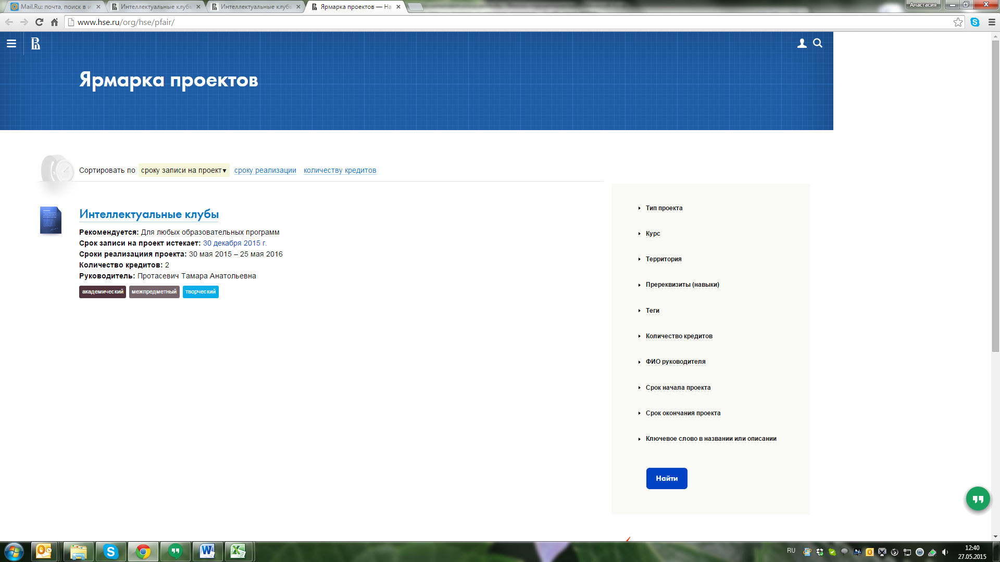 Mail.Ru: почта, поиск в и
Интеллектуальные клубы
Интеллектуальные клубы
Ярмарка проектов — На
Анастасия
www.hse.ru/org/hse/pfair/
Ярмарка проектов
Сортировать по сроку записи на проект▼ сроку реализации количеству кредитов
Интеллектуальные клубы
Рекомендуется: Для любых образовательных программ
Срок записи на проект истекает: 30 декабря 2015 г.
Сроки реализациия проекта: 30 мая 2015 – 25 мая 2016
Количество кредитов: 2
Руководитель: Протасевич Тамара Анатольевна
академический межпредметный творческий
Тип проекта
Курс
Территория
Пререквизиты (навыки)
Теги
Количество кредитов
ФИО руководителя
Срок начала проекта
Срок окончания проекта
Ключевое слово в названии или описании
Найти
RU
12:40
27.05.2015